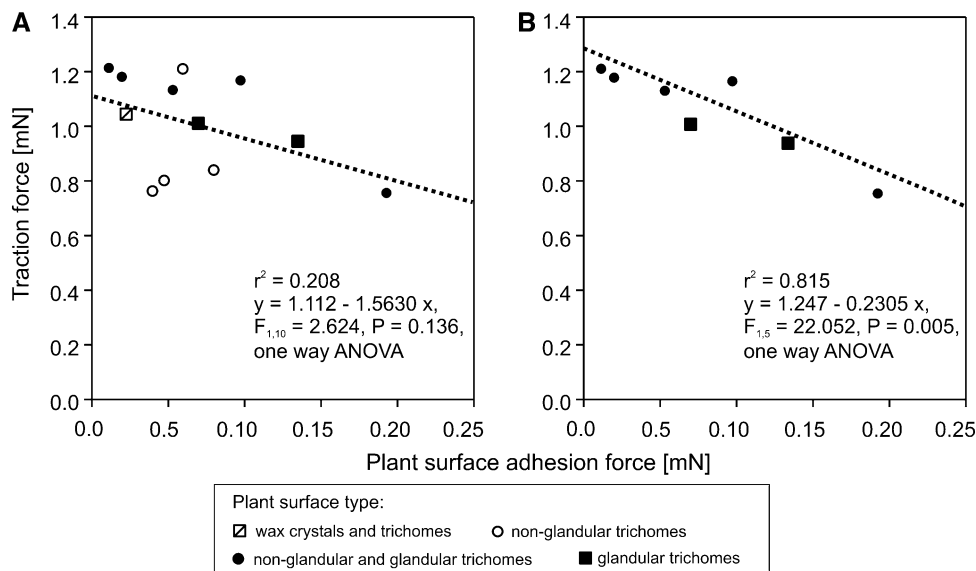 A
B
1.4
1.2
1.0
0.8
0.6
0.4
0.2
0.0
Traction force [mN]
r² = 0.208
y = 1.112 - 1.5630 x,
F1,10 = 2.624, P = 0.136,
one way ANOVA
0.0 0.5 0.10 0.15 0.20 0.25
1.4
1.2
1.0
0.8
0.6
0.4
0.2
0.0
r² = 0.815
y = 1.247 - 0.2305 x,
F1,5 = 22.052, P = 0.005,
one way ANOVA
0.0 0.5 0.10 0.15 0.20 0.25
Plant surface adhesion force [mN]
Plant surface type:
wax crystals and trichomes
non-glandular trichomes
non-glandular and glandular trichomes
glandular trichomes